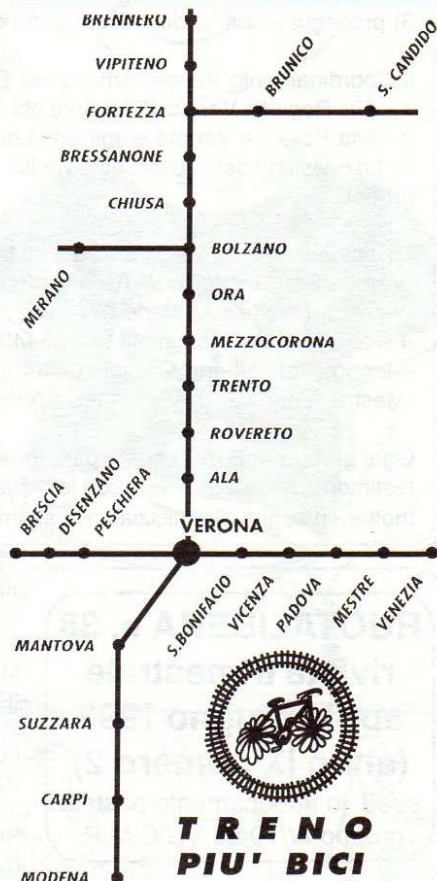 BRENNERO
VIPITENO
BRUNICO
S. CANDIDO
FORTEZZA
BRESSANONE
CHIUSA
BOLZANO
MERANO
ORA
MEZZOCORONA
TRENTO
ROVERETO
ALA
BRESCIA
DESENZANO
PESCHIERA
VERONA
S.BONIFACIO
VICENZA
PADOVA
MESTRE
VENEZIA
MANTOVA
SUZZARA
CARPI
MODENA
TRENO
PIU' BICI